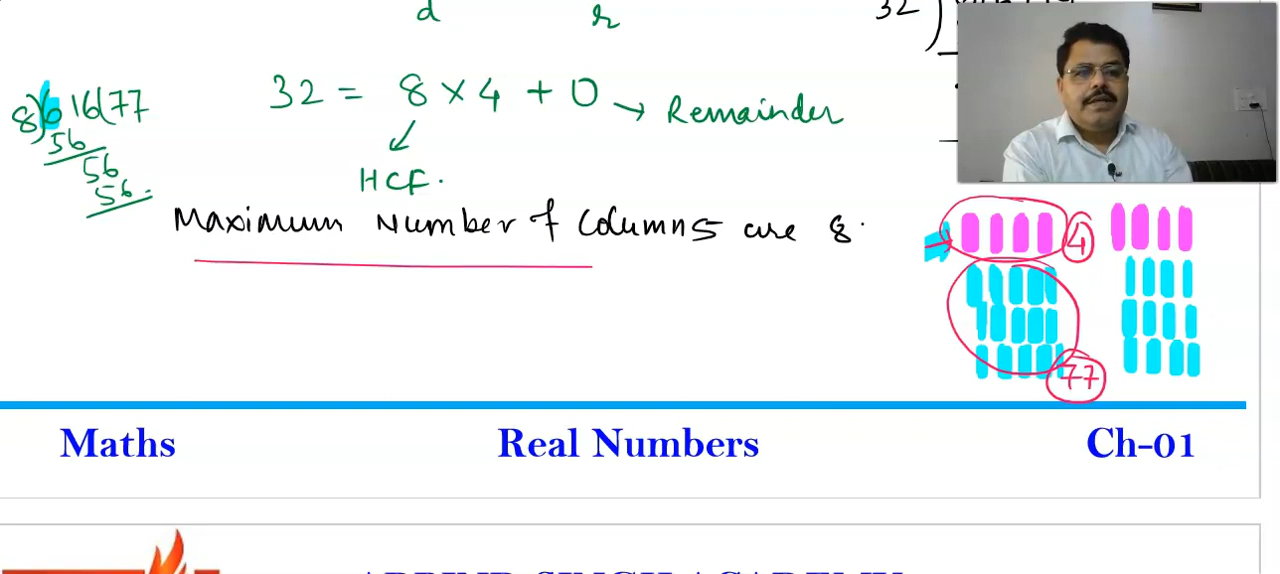 d r
32
8)616(77
56
56
56
32 = 8 × 4 + 0 → Remainder
HCF.
Maximum Number of Columns are 8.
4
77
Maths Real Numbers Ch-01